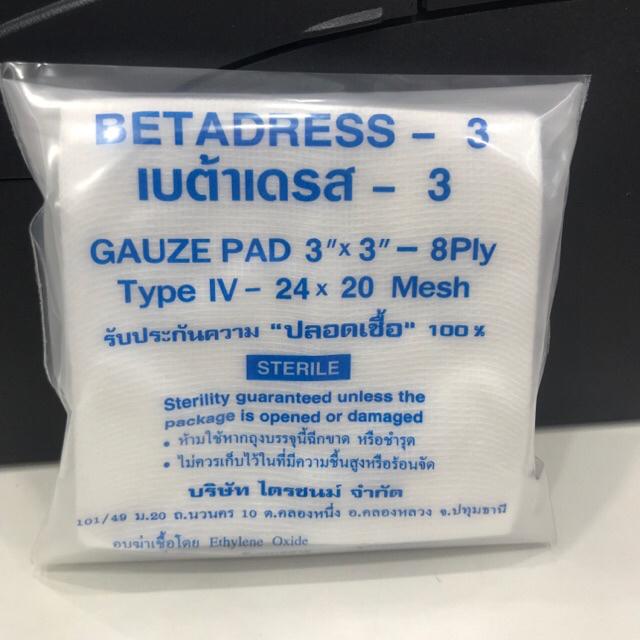 BETADRESS - 3
เบต้าเดรส - 3
GAUZE PAD 3" x 3" - 8Ply
Type IV - 24 x 20 Mesh
รับประกันความ "ปลอดเชื้อ" 100 %
STERILE
Sterility guaranteed unless the
package is opened or damaged
• ห้ามใช้หากถุงบรรจุนี้ฉีกขาด หรือชำรุด
• ไม่ควรเก็บไว้ในที่มีความชื้นสูงหรือร้อนจัด
บริษัท ไตรชนม์ จำกัด
101/49 ม.20 ถ.นวนคร 10 ต.คลองหนึ่ง อ.คลองหลวง จ.ปทุมธานี
อบฆ่าเชื้อโดย Ethylene Oxide